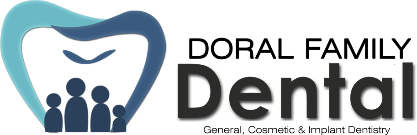 DORAL FAMILY
Dental
General, Cosmetic & Implant Dentistry